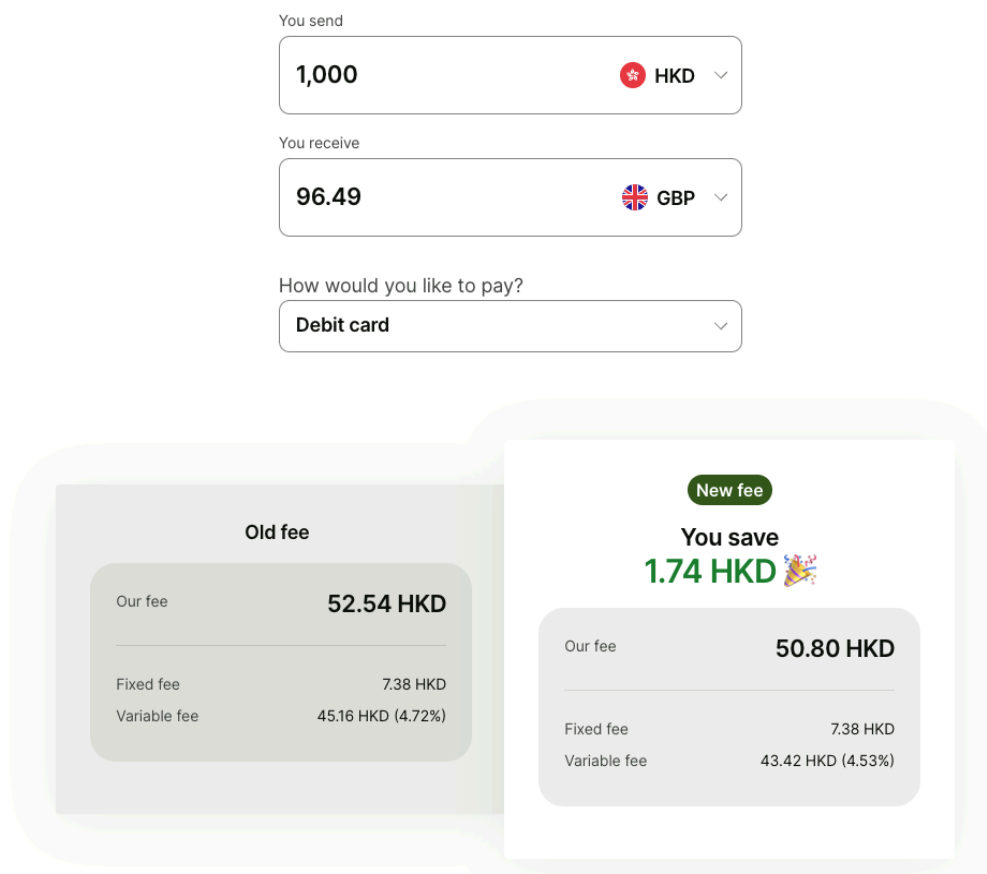 You send
1,000 HKD
You receive
96.49 GBP
How would you like to pay?
Debit card
Old fee
Our fee 52.54 HKD
Fixed fee 7.38 HKD
Variable fee 45.16 HKD (4.72%)
New fee
You save
1.74 HKD
Our fee 50.80 HKD
Fixed fee 7.38 HKD
Variable fee 43.42 HKD (4.53%)